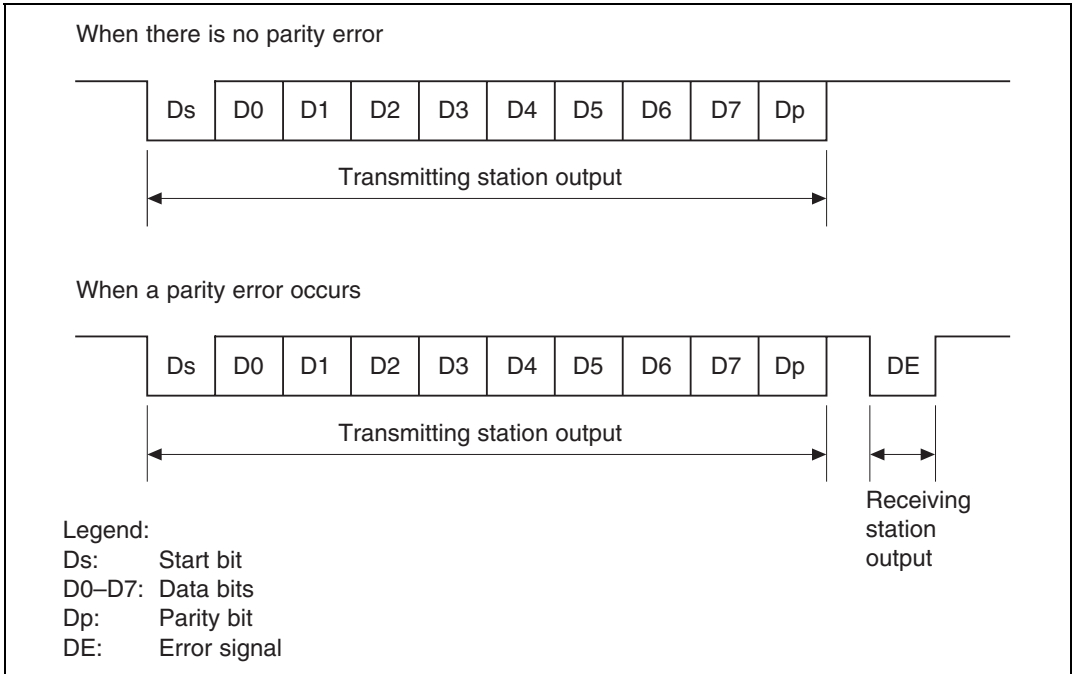 When there is no parity error
Ds D0 D1 D2 D3 D4 D5 D6 D7 Dp
Transmitting station output
When a parity error occurs
Ds D0 D1 D2 D3 D4 D5 D6 D7 Dp DE
Transmitting station output
Receiving
station
output
Legend:
Ds: Start bit
D0–D7: Data bits
Dp: Parity bit
DE: Error signal